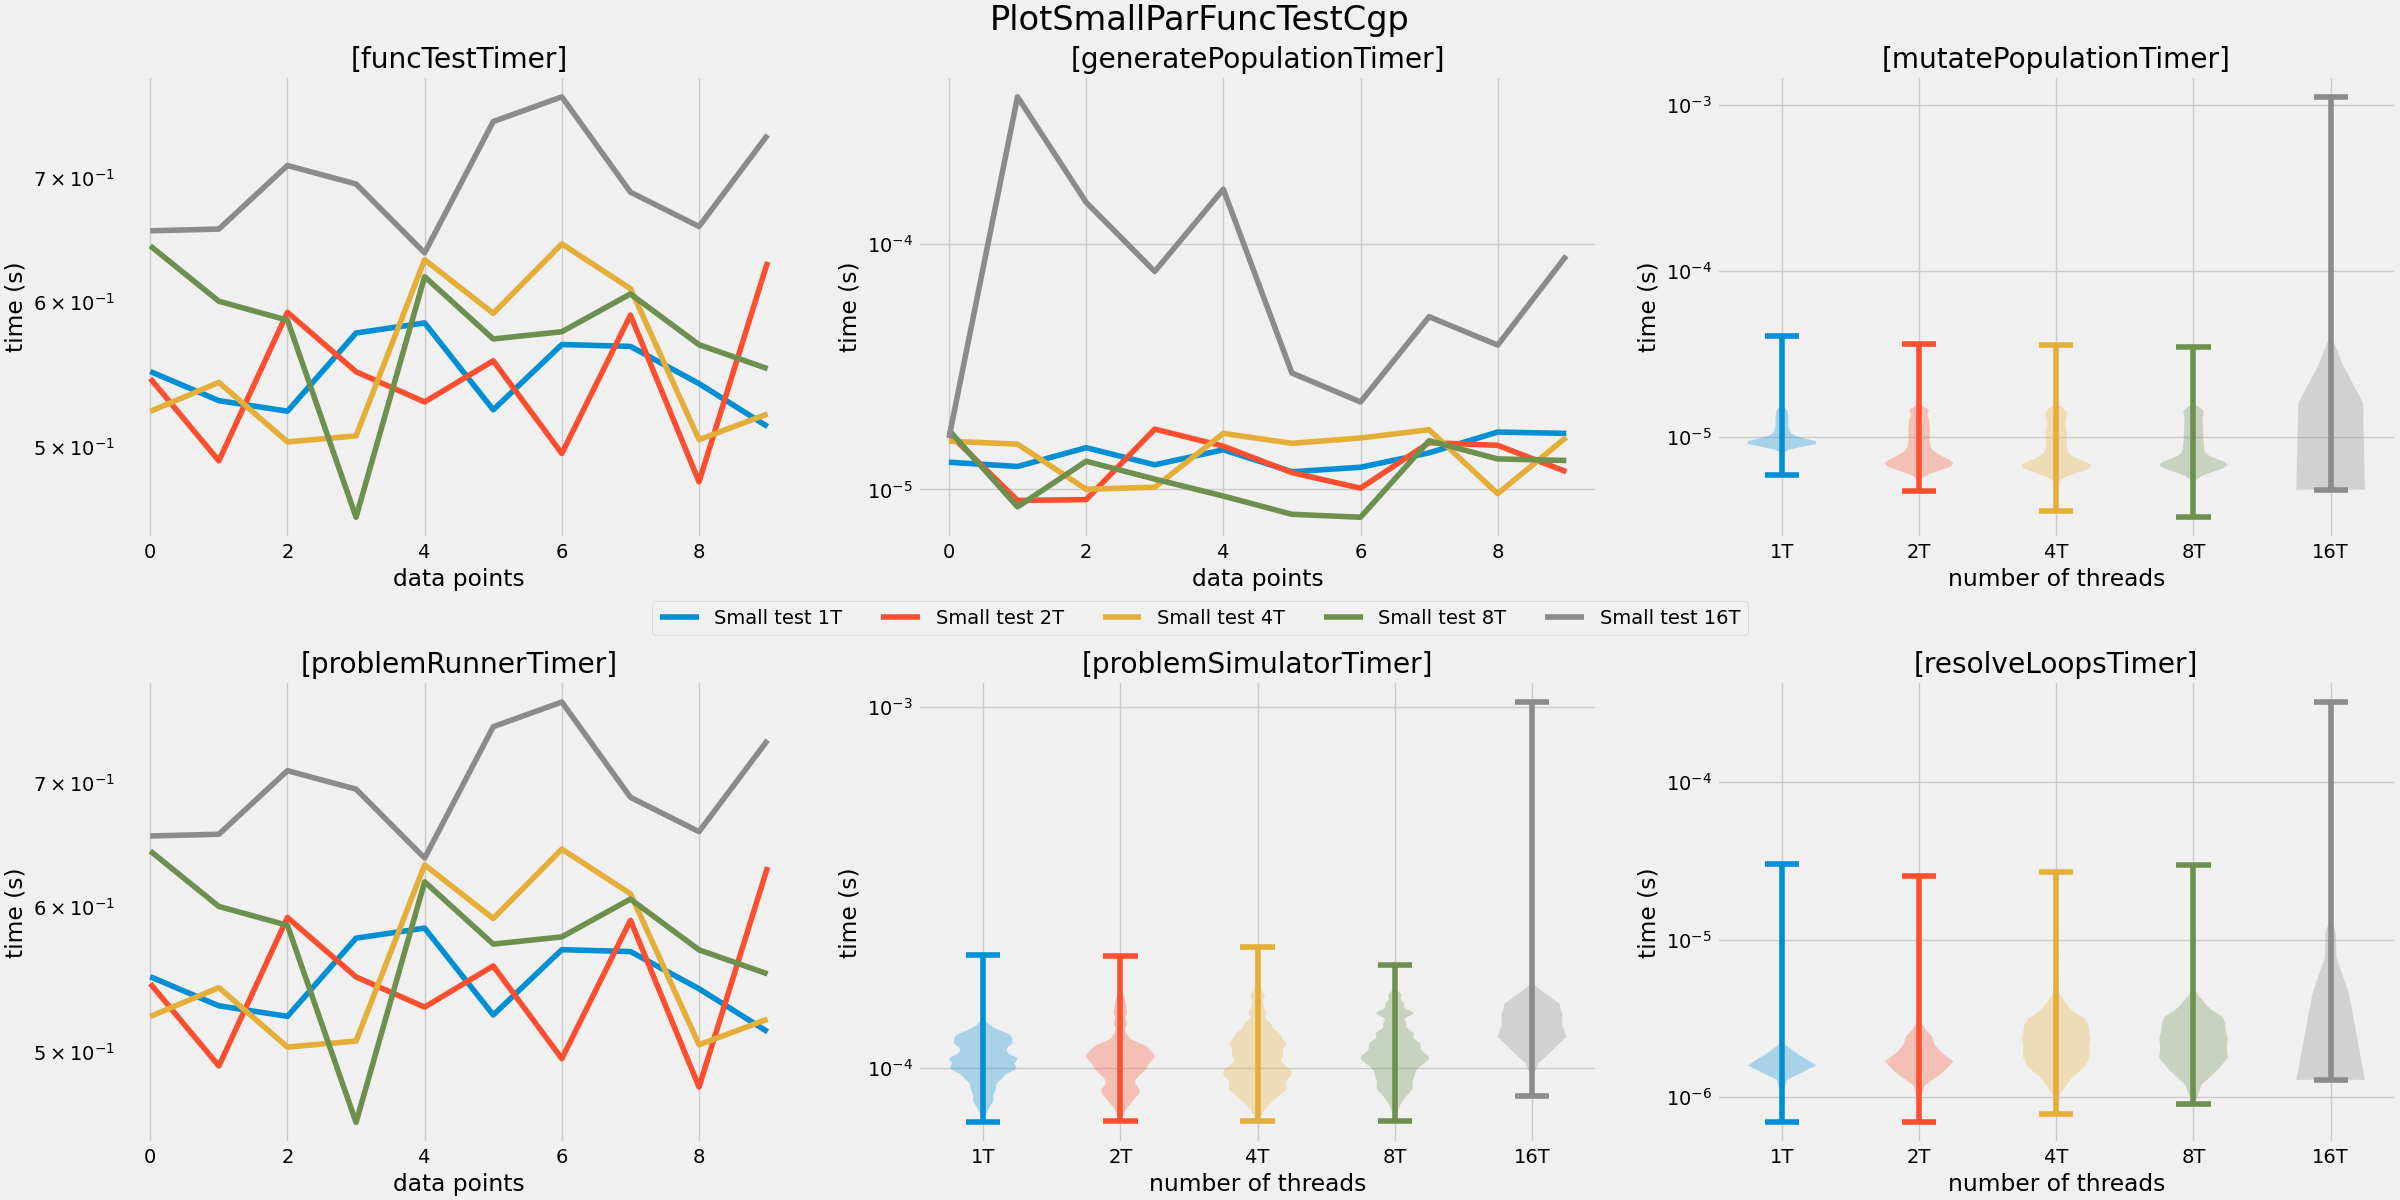 PlotSmallParFuncTestCgp
[funcTestTimer]
time (s)
7 × 10⁻¹
6 × 10⁻¹
5 × 10⁻¹
0 2 4 6 8
data points
[generatePopulationTimer]
time (s)
10⁻⁴
10⁻⁵
0 2 4 6 8
data points
[mutatePopulationTimer]
time (s)
10⁻³
10⁻⁴
10⁻⁵
1T 2T 4T 8T 16T
number of threads
Small test 1T Small test 2T Small test 4T Small test 8T Small test 16T
[problemRunnerTimer]
time (s)
7 × 10⁻¹
6 × 10⁻¹
5 × 10⁻¹
0 2 4 6 8
data points
[problemSimulatorTimer]
time (s)
10⁻³
10⁻⁴
1T 2T 4T 8T 16T
number of threads
[resolveLoopsTimer]
time (s)
10⁻⁴
10⁻⁵
10⁻⁶
1T 2T 4T 8T 16T
number of threads